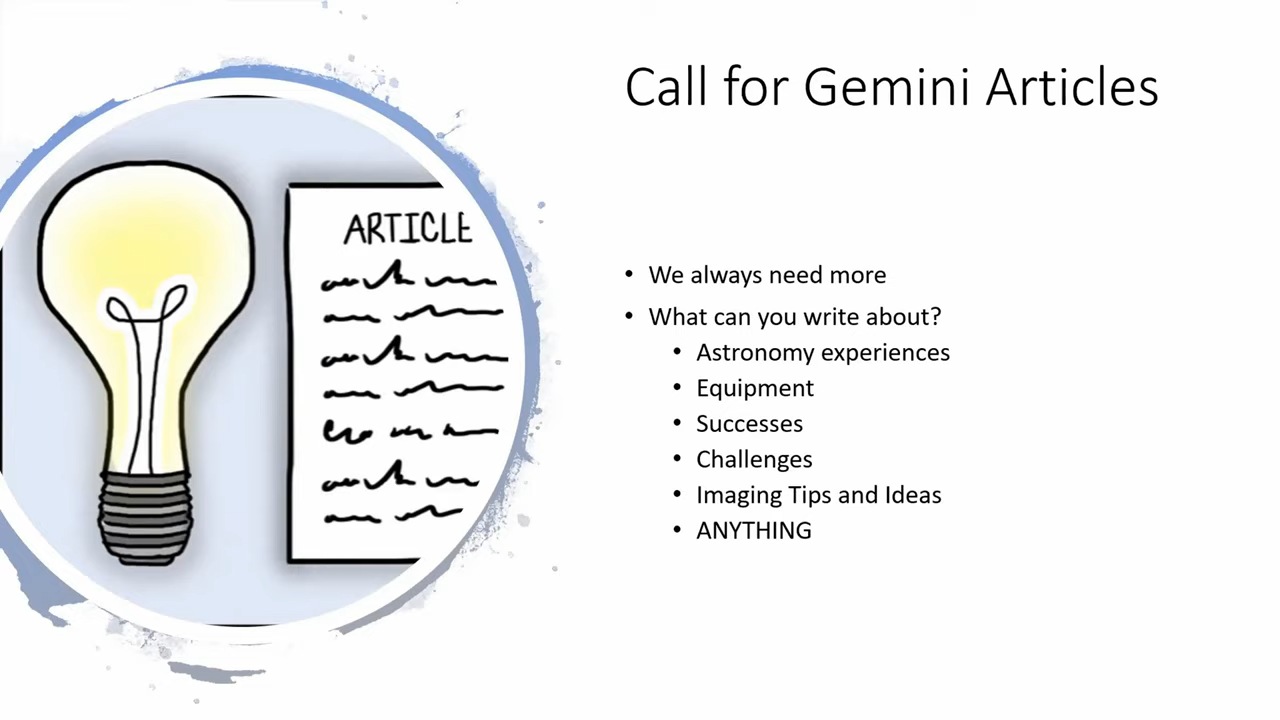 Call for Gemini Articles
ARTICLE
• We always need more
• What can you write about?
• Astronomy experiences
• Equipment
• Successes
• Challenges
• Imaging Tips and Ideas
• ANYTHING